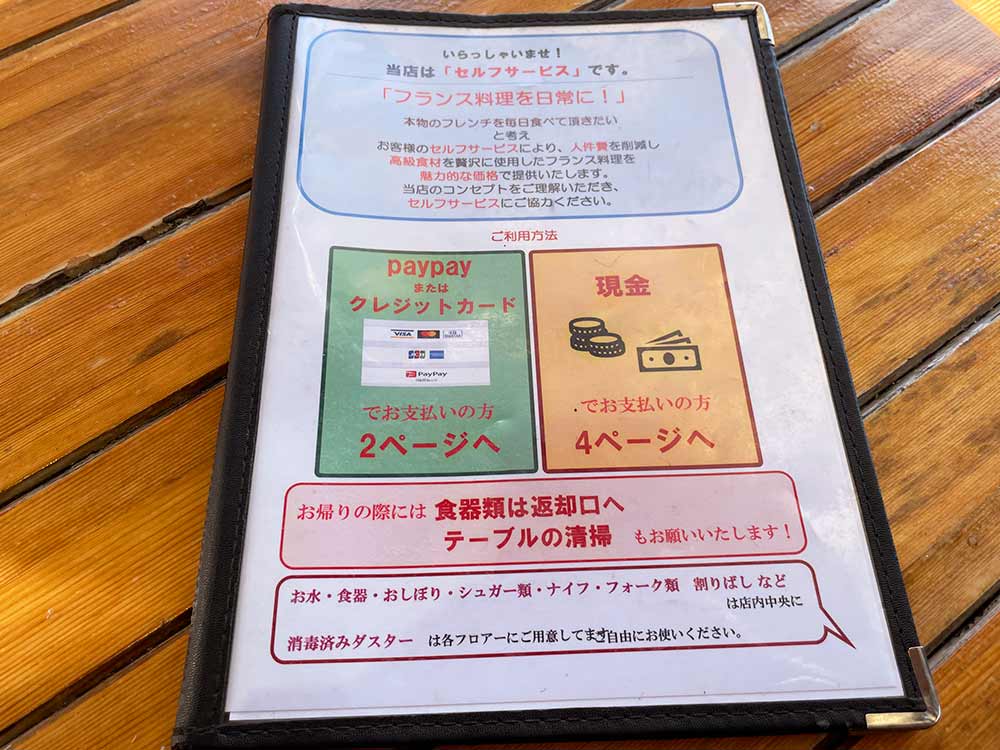 いらっしゃいませ！
当店は「セルフサービス」です。
「フランス料理を日常に！」
本物のフレンチを毎日食べて頂きたい
と考え
お客様のセルフサービスにより、人件費を削減し
高級食材を贅沢に使用したフランス料理を
魅力的な価格で提供いたします。
当店のコンセプトをご理解いただき、
セルフサービスにご協力ください。
ご利用方法
paypay
または
クレジットカード
VISA
JCB
PayPay
でお支払いの方
2ページへ
現金
でお支払いの方
4ページへ
お帰りの際には 食器類は返却口へ
テーブルの清掃 もお願いいたします！
お水・食器・おしぼり・シュガー類・ナイフ・フォーク類 割りばし など
は店内中央に
消毒済みダスター は各フロアーにご用意してますご自由にお使いください。